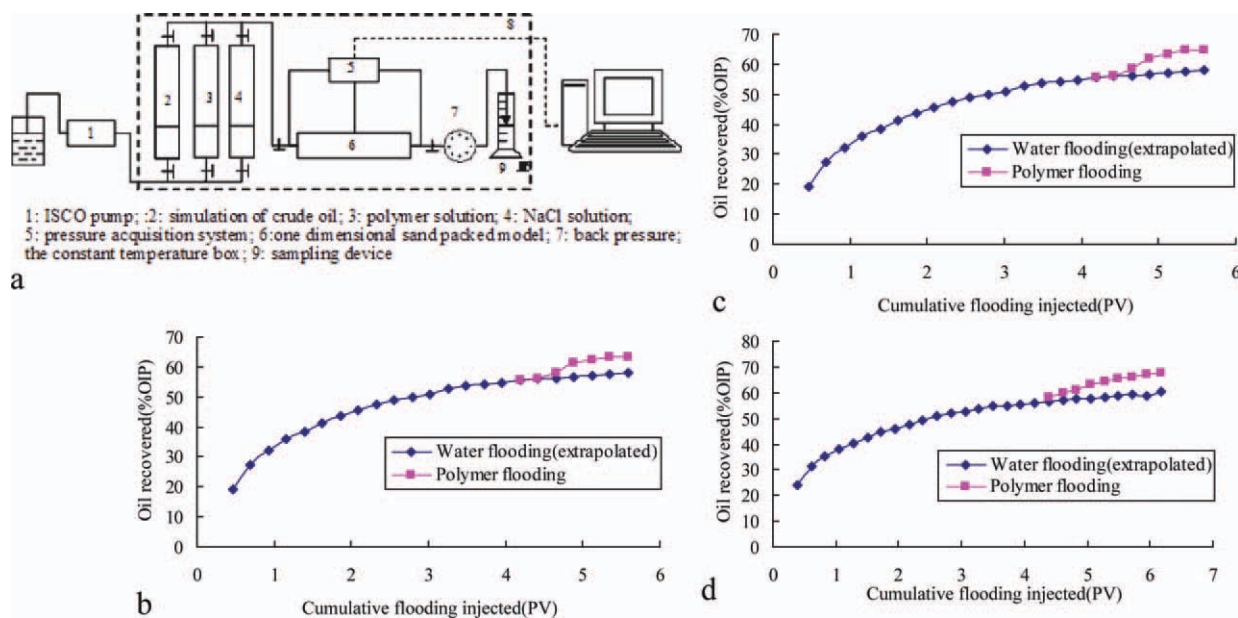 8
5
2
3
4
7
1
6
9
1: ISCO pump; :2: simulation of crude oil; 3: polymer solution; 4: NaCl solution;
5: pressure acquisition system; 6:one dimensional sand packed model; 7: back pressure;
the constant temperature box; 9: sampling device
a
70
60
50
40
30
20
10
0
Oil recovered(%OIP)
Water flooding(extrapolated)
Polymer flooding
0 1 2 3 4 5 6
Cumulative flooding injected(PV)
c
70
60
50
40
30
20
10
0
Oil recovered(%OIP)
Water flooding(extrapolated)
Polymer flooding
0 1 2 3 4 5 6
Cumulative flooding injected(PV)
b
80
70
60
50
40
30
20
10
0
Oil recovered(%OIP)
Water flooding(extrapolated)
Polymer flooding
0 1 2 3 4 5 6 7
Cumulative flooding injected(PV)
d